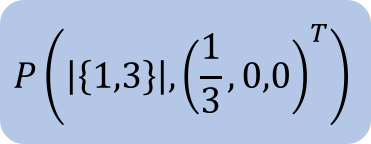 P(|{1,3}|, (1/3, 0,0)^T)